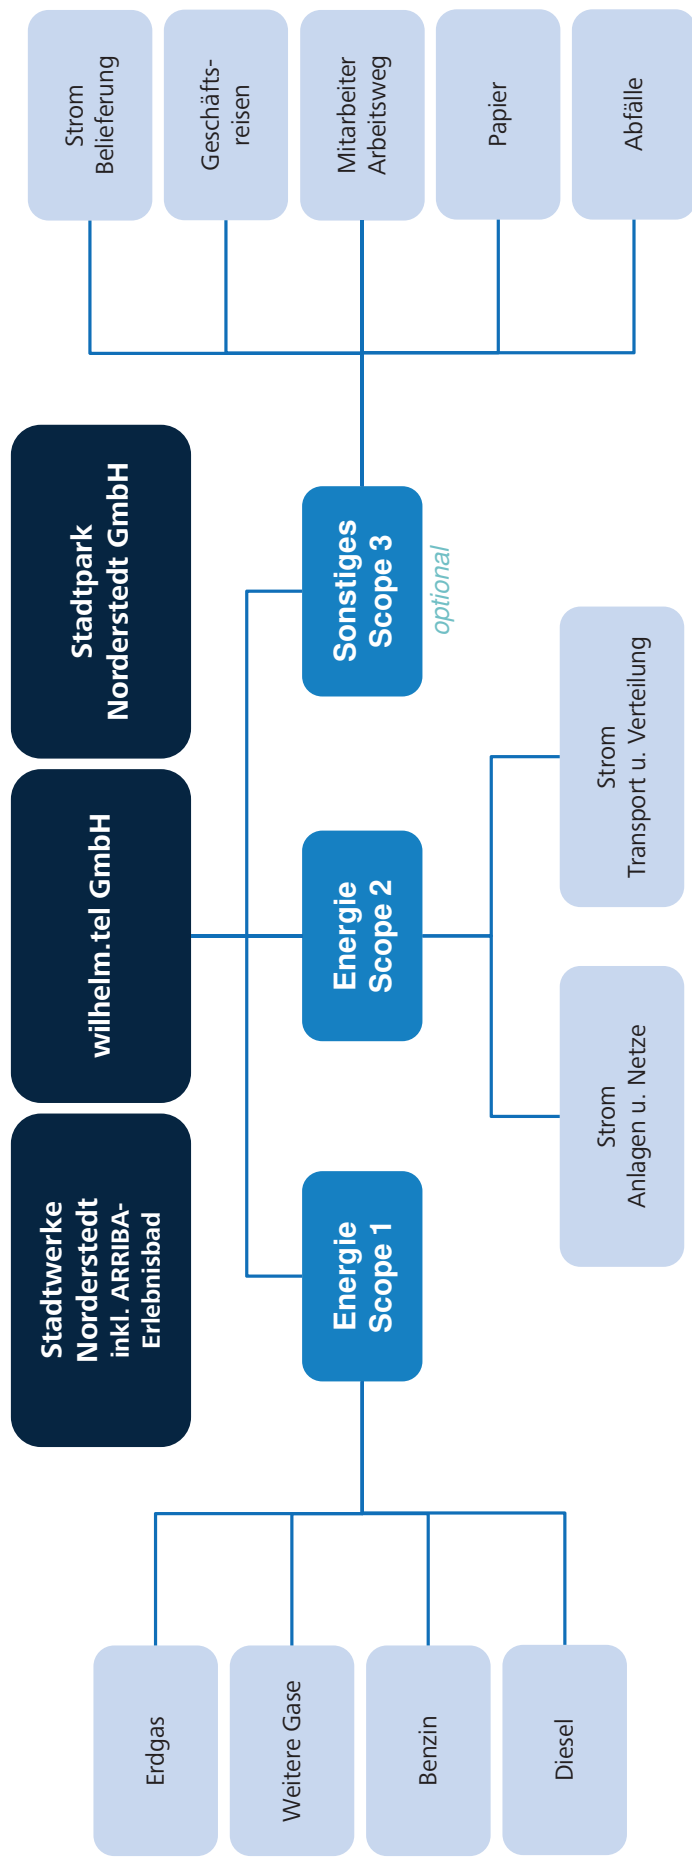 Stadtwerke
Norderstedt
inkl. ARRIBA-
Erlebnisbad
wilhelm.tel GmbH
Stadtpark
Norderstedt GmbH
Energie
Scope 1
Energie
Scope 2
Sonstiges
Scope 3
optional
Erdgas
Weitere Gase
Benzin
Diesel
Strom
Anlagen u. Netze
Strom
Transport u. Verteilung
Strom
Belieferung
Geschäfts-
reisen
Mitarbeiter
Arbeitsweg
Papier
Abfälle